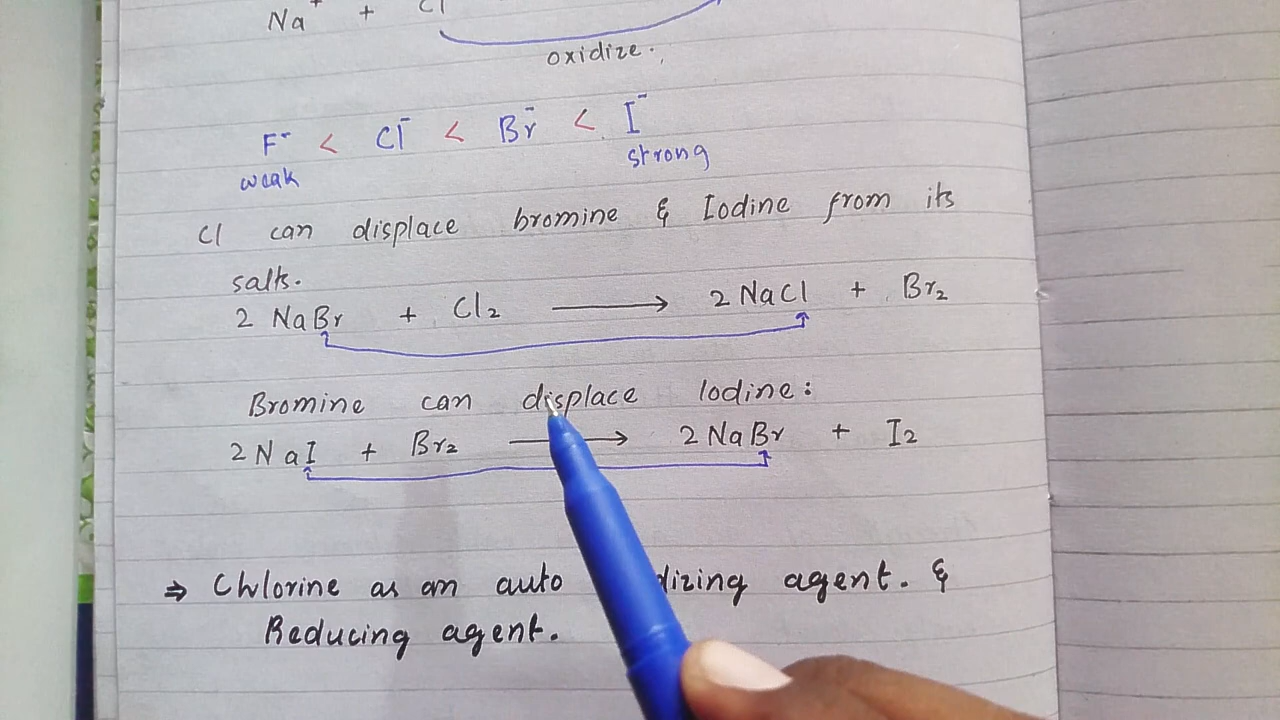 Na⁺ + Cl
oxidize.
F⁻ < Cl⁻ < Br⁻ < I⁻
weak strong
Cl can displace bromine & Iodine from its
salts.
2 NaBr + Cl₂ ⟶ 2 NaCl + Br₂
Bromine can displace Iodine:
2 NaI + Br₂ ⟶ 2 NaBr + I₂
⇒ Chlorine as an auto dizing agent. &
Reducing agent.